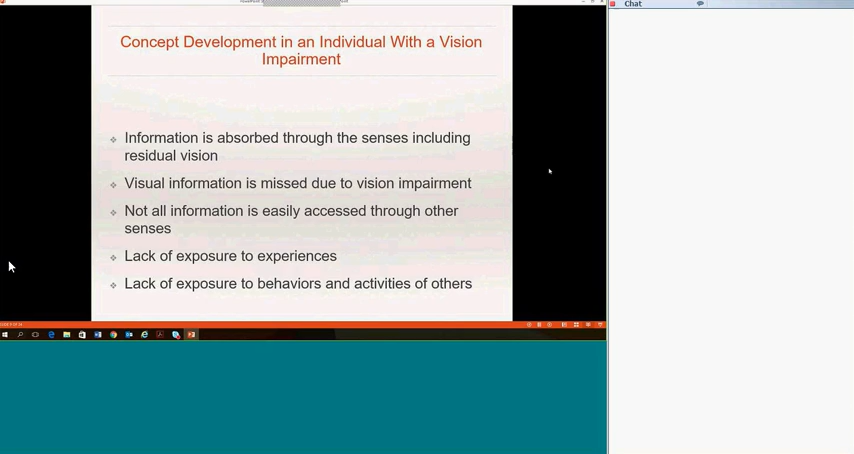 Chat
Concept Development in an Individual With a Vision
Impairment
Information is absorbed through the senses including
residual vision
Visual information is missed due to vision impairment
Not all information is easily accessed through other
senses
Lack of exposure to experiences
Lack of exposure to behaviors and activities of others